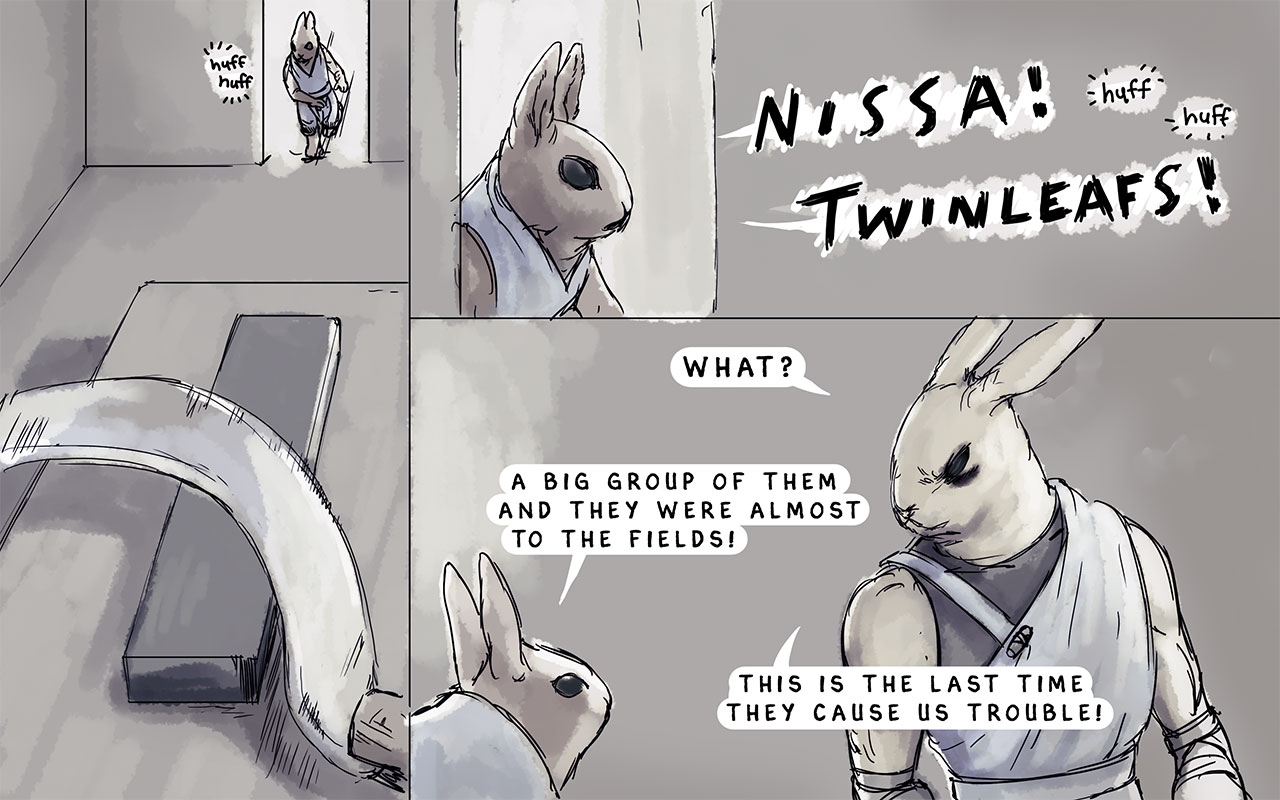 huff
huff
NISSA!
huff
huff
TWINLEAFS!
WHAT?
A BIG GROUP OF THEM
AND THEY WERE ALMOST
TO THE FIELDS!
THIS IS THE LAST TIME
THEY CAUSE US TROUBLE!